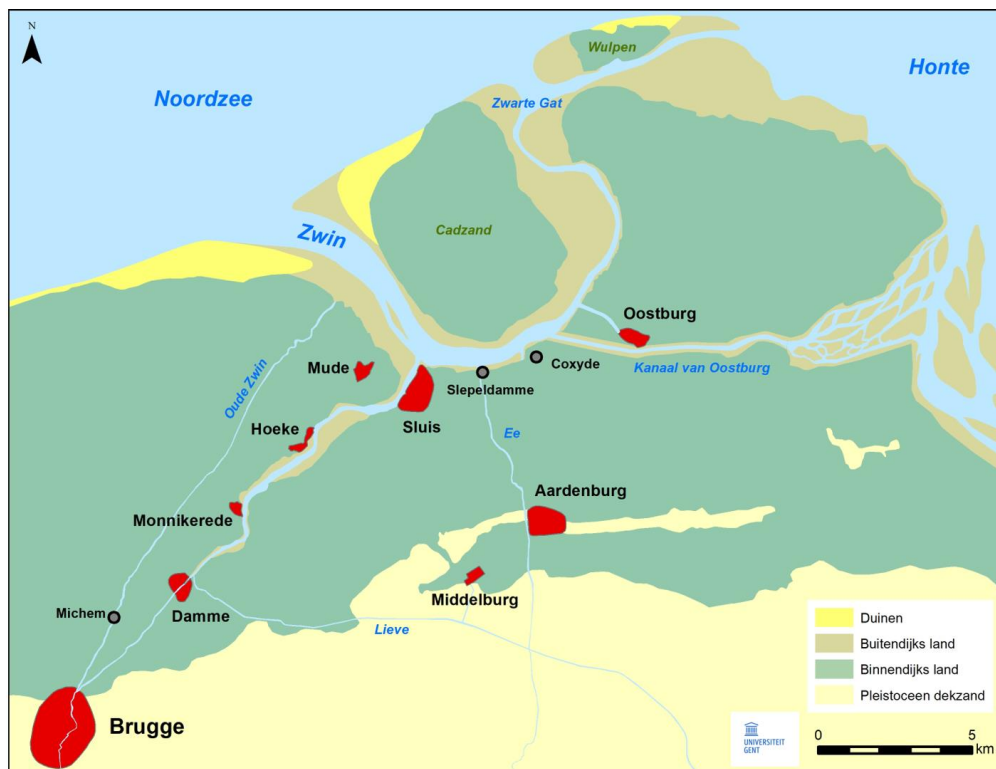 N
Wulpen
Noordzee
Honte
Zwarte Gat
Zwin
Cadzand
Oostburg
Mude
Coxyde
Kanaal van Oostburg
Slepeldamme
Oude Zwin
Sluis
Hoeke
Ee
Aardenburg
Monnikerede
Middelburg
Michem
Damme
Lieve
Duinen
Buitendijks land
Binnendijks land
Pleistoceen dekzand
Brugge
UNIVERSITEIT
GENT
0
5
km